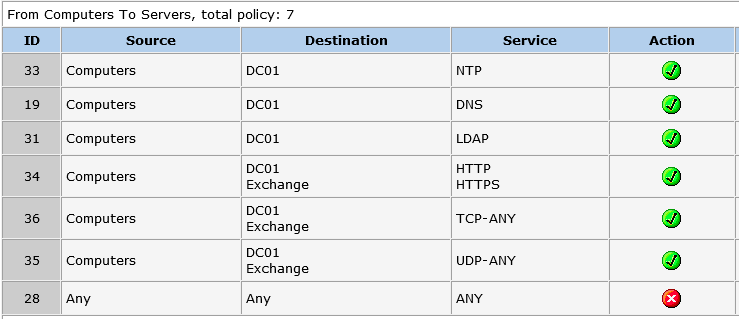 From Computers To Servers, total policy: 7
ID Source Destination Service Action
33 Computers DC01 NTP
19 Computers DC01 DNS
31 Computers DC01 LDAP
34 Computers DC01 HTTP
Exchange HTTPS
36 Computers DC01 TCP-ANY
Exchange
35 Computers DC01 UDP-ANY
Exchange
28 Any Any ANY